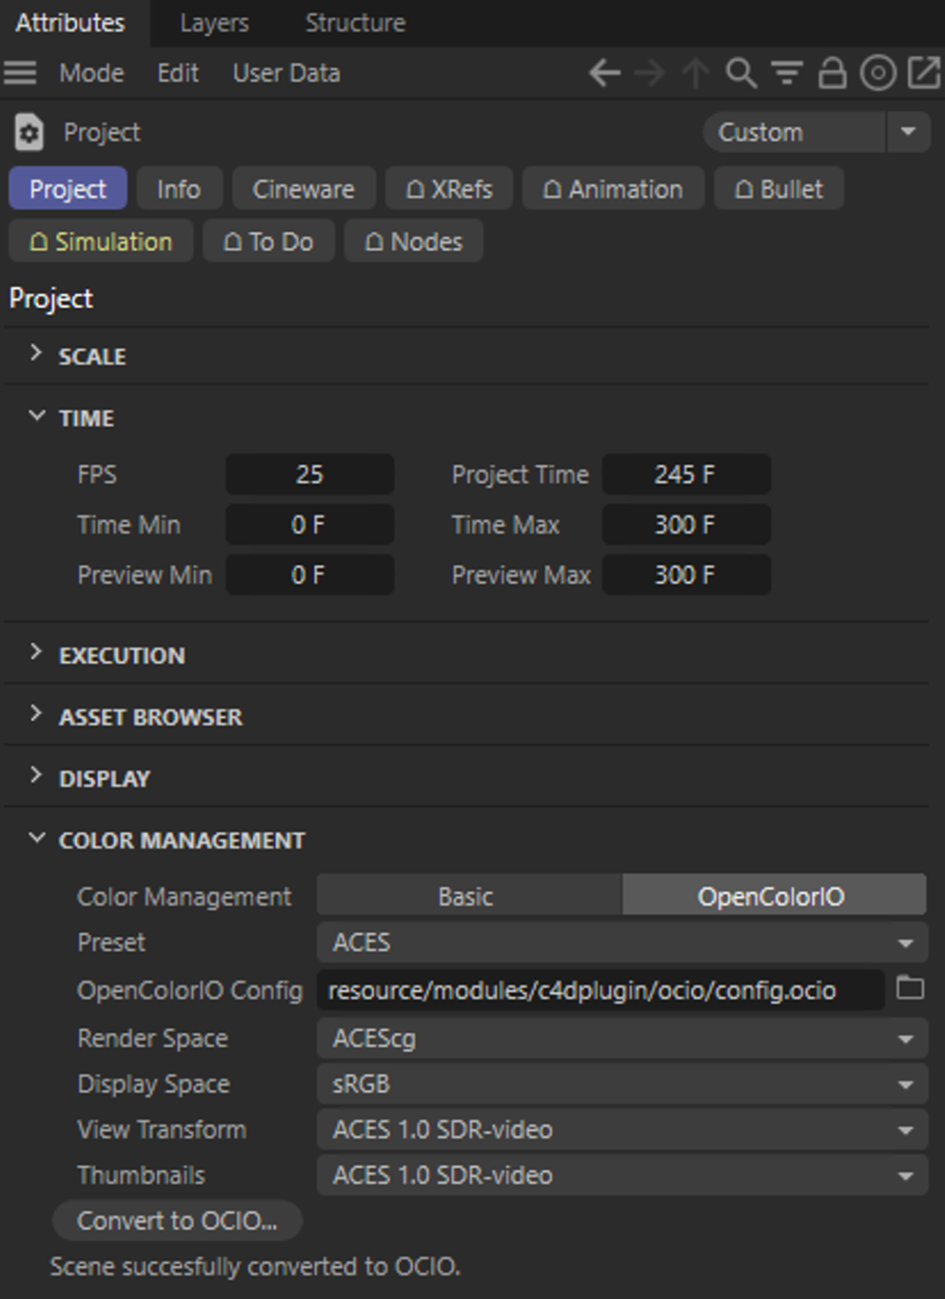 Attributes Layers Structure
Mode Edit User Data
Project Custom
Project Info Cineware XRefs Animation Bullet
Simulation To Do Nodes
Project
SCALE
TIME
FPS 25 Project Time 245 F
Time Min 0 F Time Max 300 F
Preview Min 0 F Preview Max 300 F
EXECUTION
ASSET BROWSER
DISPLAY
COLOR MANAGEMENT
Color Management Basic OpenColorIO
Preset ACES
OpenColorIO Config resource/modules/c4dplugin/ocio/config.ocio
Render Space ACEScg
Display Space sRGB
View Transform ACES 1.0 SDR-video
Thumbnails ACES 1.0 SDR-video
Convert to OCIO...
Scene succesfully converted to OCIO.